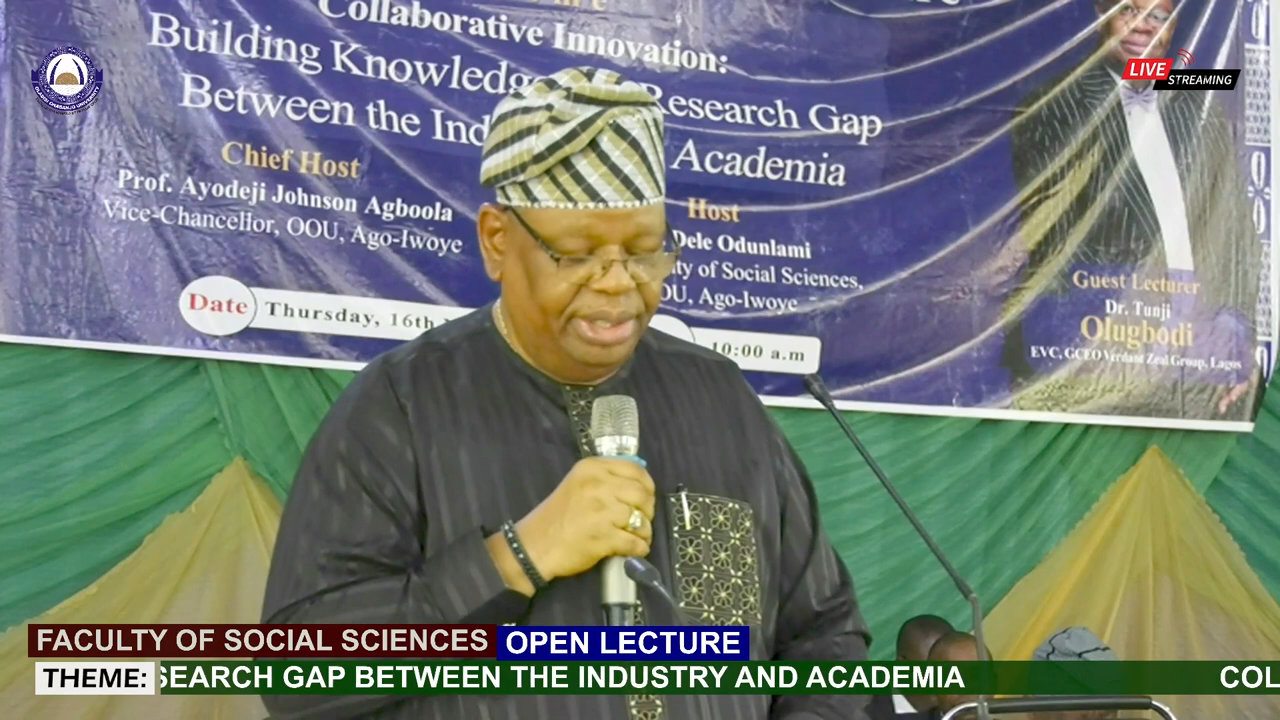 Collaborative Innovation:
Building Knowledge Research Gap
Between the Ind Academia
Chief Host
Prof. Ayodeji Johnson Agboola
Vice-Chancellor, OOU, Ago-Iwoye
Host
Dele Odunlami
ty of Social Sciences,
OU, Ago-Iwoye
Date
Thursday, 16th
10:00 a.m
Guest Lecturer
Dr. Tunji
Olugbodi
EVC, GCEO Verdant Zeal Group, Lagos
LIVE
STREAMING
FACULTY OF SOCIAL SCIENCES
OPEN LECTURE
THEME:
SEARCH GAP BETWEEN THE INDUSTRY AND ACADEMIA
COL